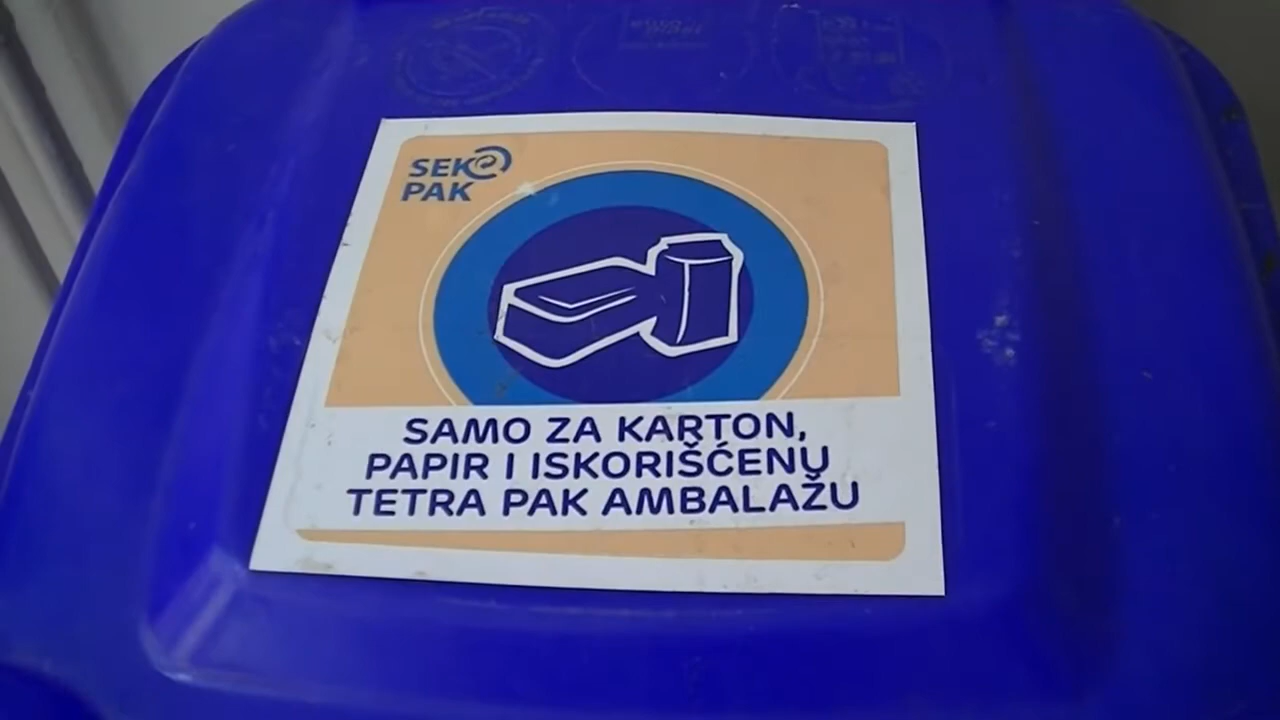 SEKO
PAK
SAMO ZA KARTON,
PAPIR I ISKORIŠĆENU
TETRA PAK AMBALAŽU